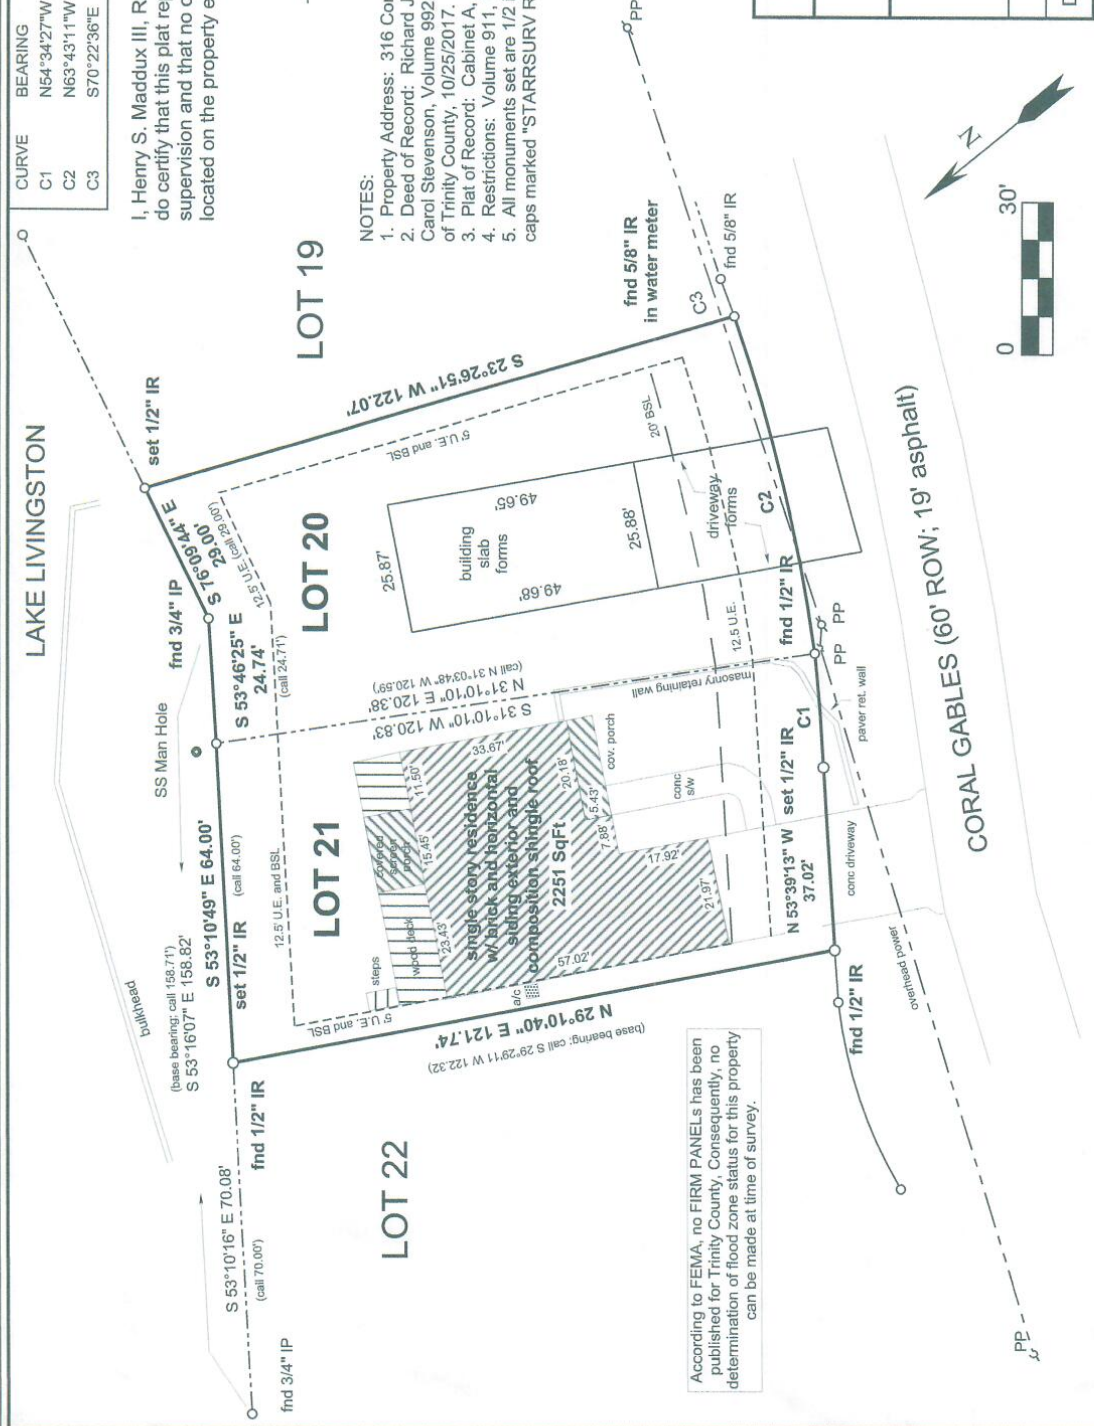 CURVE BEARING
C1 N54°34'27"W
C2 N63°43'11"W
C3 S70°22'36"E
I, Henry S. Maddux III, R
do certify that this plat
supervision and that no
located on the property
NOTES:
1. Property Address: 316
2. Deed of Record: Richard J
Carol Stevenson, Volume 992
of Trinity County, 10/25/2017.
3. Plat of Record: Cabinet A,
4. Restrictions: Volume 911,
5. All monuments set are 1/2
caps marked "STARRSURV R
LAKE LIVINGSTON
bulkhead
SS Man Hole
fnd 3/4" IP
set 1/2" IR
LOT 19
(base bearing: call 158.71')
S 53°16'07" E 158.82'
S 53°10'49" E 64.00'
(call 64.00')
set 1/2" IR
S 53°46'25" E
24.74'
(call 24.71')
S 76°09'44" E
29.00'
(call 29.00')
12.5' U.E.
12.5' U.E. and BSL
S 53°10'16" E 70.08'
(call 70.00')
fnd 3/4" IP
fnd 1/2" IR
LOT 22
LOT 21
LOT 20
S 23°26'51" W 122.07'
5' U.E. and BSL
building
slab
forms
25.87'
49.65'
49.68'
25.88'
driveway
forms
20' BSL
12.5 U.E.
C2
C3
fnd 5/8" IR
in water meter
fnd 5/8" IR
PP
(call N 31°03'48" W 120.59')
N 31°10'10" E 120.38'
S 31°10'10" W 120.83'
masonry retaining wall
fnd 1/2" IR
PP
PP
steps
wood deck
covered
screen
porch
11.50'
15.45'
23.43'
33.67'
single story residence
w/ brick and horizontal
siding exterior and
composition shingle roof
2251 SqFt
20.18'
5.43'
7.88'
17.92'
21.97'
57.02'
cov. porch
conc
s/w
a/c
5' U.E. and BSL
N 29°10'40" E 121.74'
(base bearing: call S 29°29'11 W 122.32)
N 53°39'13" W
37.02'
set 1/2" IR
C1
paver ret. wall
conc driveway
fnd 1/2" IR
overhead power
CORAL GABLES (60' ROW; 19' asphalt)
According to FEMA, no FIRM PANELs has been
published for Trinity County, Consequently, no
determination of flood zone status for this property
can be made at time of survey.
PP
N
0 30'